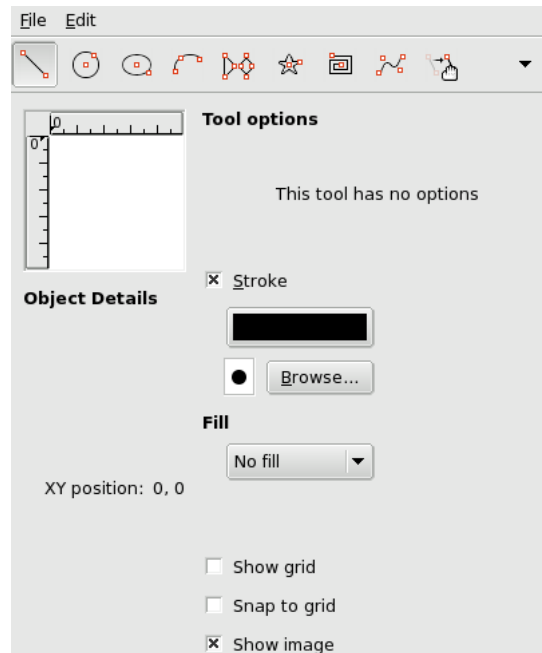 File Edit
0
0
Tool options
This tool has no options
Stroke
Object Details
Browse...
Fill
No fill
XY position: 0, 0
Show grid
Snap to grid
Show image